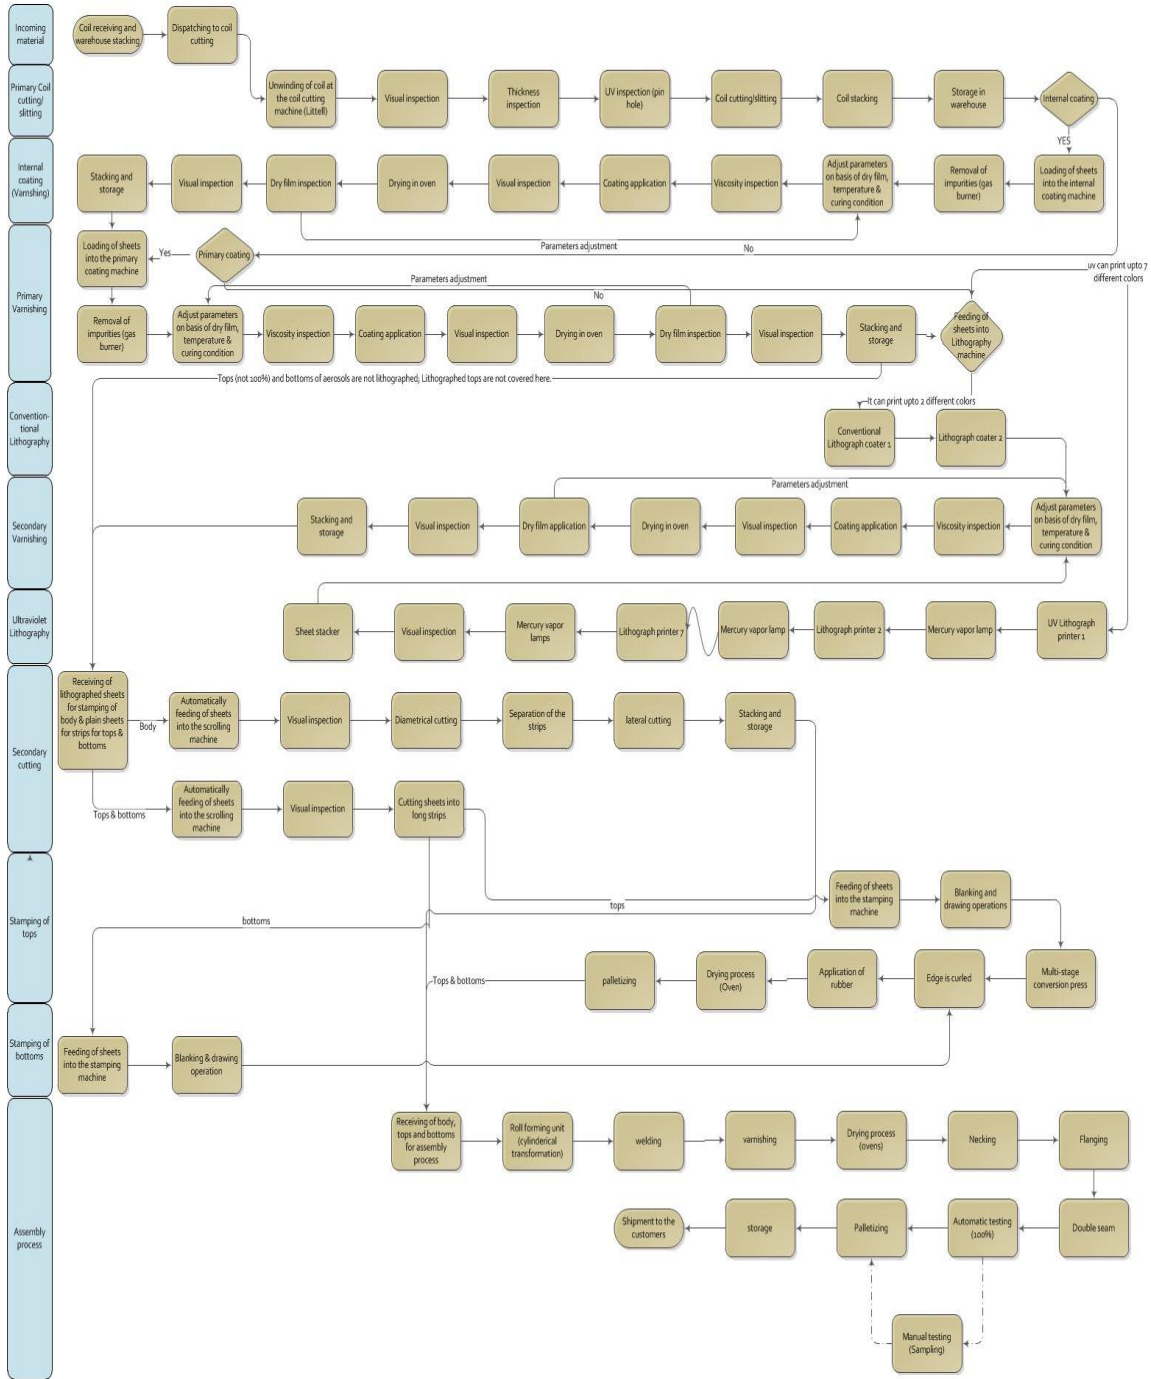 Incoming
material
Coil receiving and
warehouse stacking
Dispatching to coil
cutting
Primary Coil
cutting/
slitting
Unwinding of coil at
the coil cutting
machine (Littell)
Visual inspection
Thickness
inspection
UV inspection (pin
hole)
Coil cutting/slitting
Coil stacking
Storage in
warehouse
Internal coating
YES
Internal
coating
(Varnshing)
Stacking and
storage
Visual inspection
Dry film inspection
Drying in oven
Visual inspection
Coating application
Viscosity inspection
Adjust parameters
on basis of dry film,
temperature &
curing condition
Removal of
impurities (gas
burner)
Loading of sheets
into the internal
coating machine
Parameters adjustment
No
Primary
Varnishing
Loading of sheets
into the primary
coating machine
Yes
Primary coating
Parameters adjustment
No
uv can print upto 7
different colors
Removal of
impurities (gas
burner)
Adjust parameters
on basis of dry film,
temperature &
curing condition
Viscosity inspection
Coating application
Visual inspection
Drying in oven
Dry film inspection
Visual inspection
Stacking and
storage
Feeding of
sheets into
Lithography
machine
Tops (not 100%) and bottoms of aerosols are not lithographed, Lithographed tops are not covered here.
Convention-
tional
Lithography
It can print upto 2 different colors
Conventional
Lithograph coater 1
Lithograph coater 2
Secondary
Varnishing
Parameters adjustment
Stacking and
storage
Visual inspection
Dry film application
Drying in oven
Visual inspection
Coating application
Viscosity inspection
Adjust parameters
on basis of dry film,
temperature &
curing condition
Ultraviolet
Lithography
Sheet stacker
Visual inspection
Mercury vapor
lamps
Lithograph printer 7
Mercury vapor lamp
Lithograph printer 2
Mercury vapor lamp
UV Lithograph
printer 1
Secondary
cutting
Receiving of
lithographed sheets
for stamping of
body & plain sheets
for strips for tops &
bottoms
Body
Automatically
feeding of sheets
into the scrolling
machine
Visual inspection
Diametrical cutting
Separation of the
strips
lateral cutting
Stacking and
storage
Tops & bottoms
Automatically
feeding of sheets
into the scrolling
machine
Visual inspection
Cutting sheets into
long strips
Stamping of
tops
bottoms
tops
Feeding of sheets
into the stamping
machine
Blanking and
drawing operations
Tops & bottoms
palletizing
Drying process
(Oven)
Application of
rubber
Edge is curled
Multi-stage
conversion press
Stamping of
bottoms
Feeding of sheets
into the stamping
machine
Blanking & drawing
operation
Assembly
process
Receiving of body,
tops and bottoms
for assembly
process
Roll forming unit
(cylinderical
transformation)
welding
varnishing
Drying process
(ovens)
Necking
Flanging
Shipment to the
customers
storage
Palletizing
Automatic testing
(100%)
Double seam
Manual testing
(Sampling)